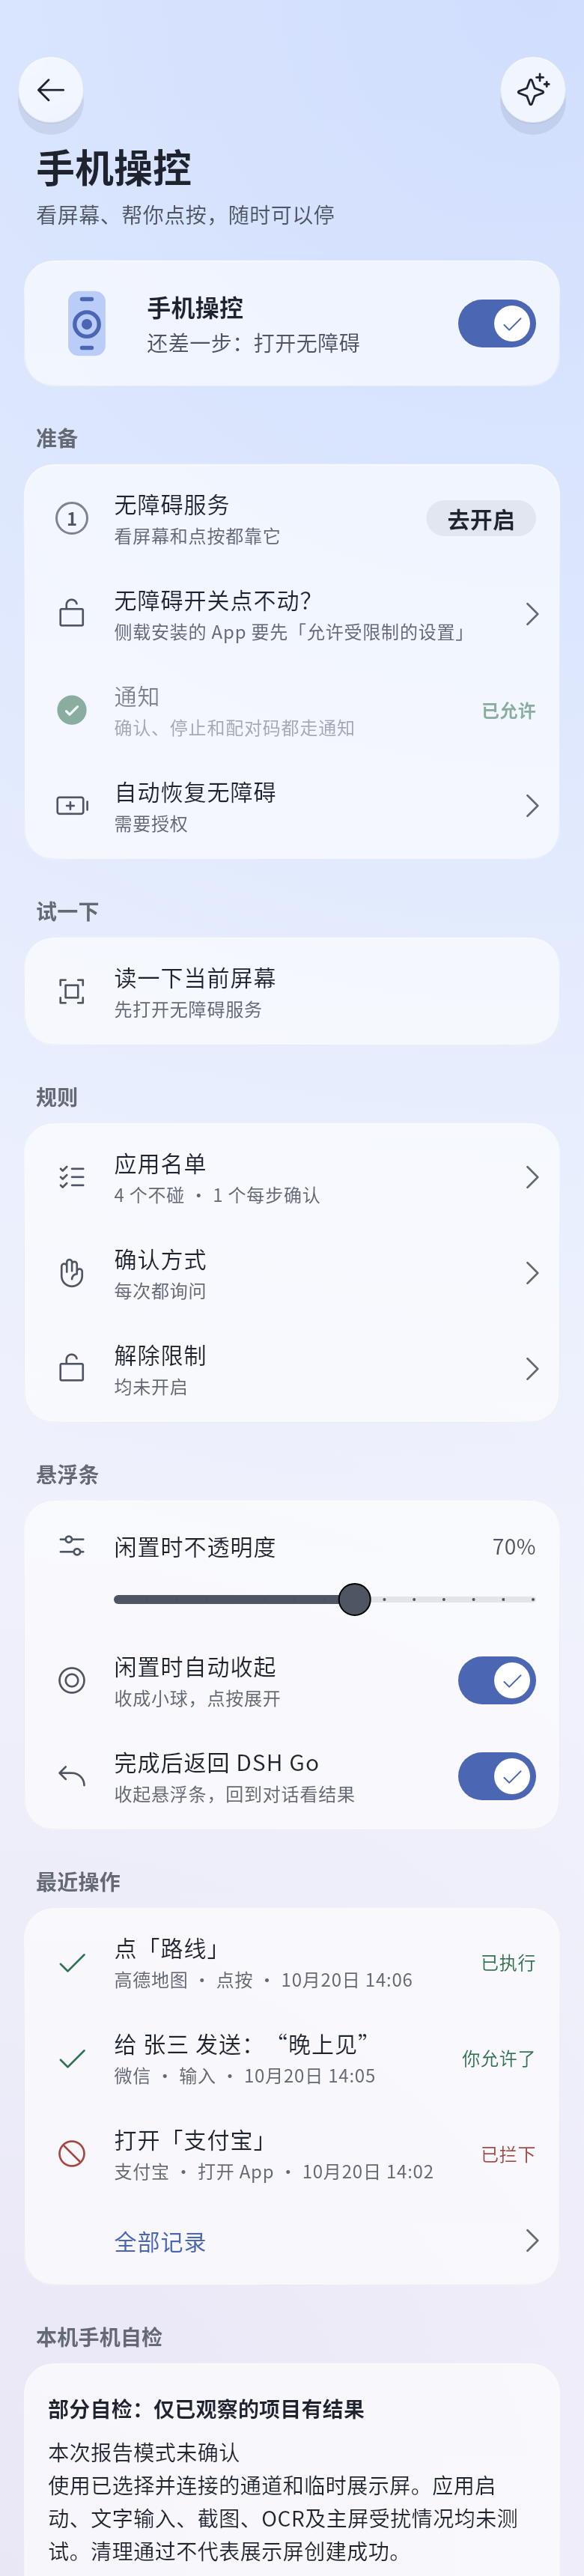 手机操控
看屏幕、帮你点按，随时可以停
手机操控
还差一步：打开无障碍
准备
1
无障碍服务
看屏幕和点按都靠它
去开启
无障碍开关点不动？
侧载安装的 App 要先「允许受限制的设置」
通知
确认、停止和配对码都走通知
已允许
自动恢复无障碍
需要授权
试一下
读一下当前屏幕
先打开无障碍服务
规则
应用名单
4 个不碰 · 1 个每步确认
确认方式
每次都询问
解除限制
均未开启
悬浮条
闲置时不透明度
70%
闲置时自动收起
收成小球，点按展开
完成后返回 DSH Go
收起悬浮条，回到对话看结果
最近操作
点「路线」
高德地图 · 点按 · 10月20日 14:06
已执行
给 张三 发送：“晚上见”
微信 · 输入 · 10月20日 14:05
你允许了
打开「支付宝」
支付宝 · 打开 App · 10月20日 14:02
已拦下
全部记录
本机手机自检
部分自检：仅已观察的项目有结果
本次报告模式未确认
使用已选择并连接的通道和临时展示屏。应用启
动、文字输入、截图、OCR及主屏受扰情况均未测
试。清理通过不代表展示屏创建成功。